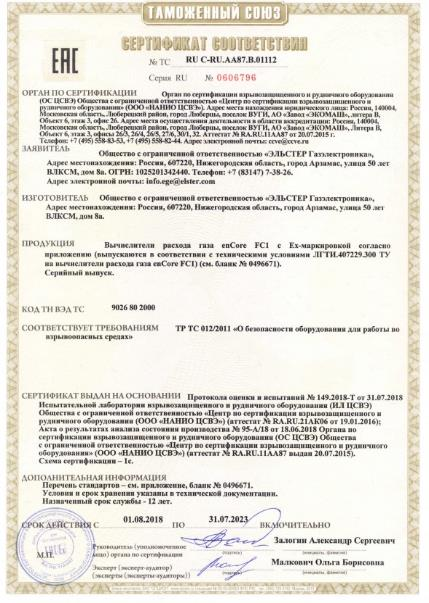 ТАМОЖЕННЫЙ СОЮЗ
ЕАС
СЕРТИФИКАТ СООТВЕТСТВИЯ
№ ТС RU C-RU.АА87.В.01112
Серия RU № 0606796
ОРГАН ПО СЕРТИФИКАЦИИ Орган по сертификации взрывозащищенного и рудничного оборудования
(ОС ЦСВЭ) Общества с ограниченной ответственностью «Центр по сертификации взрывозащищенного и
рудничного оборудования» (ООО «НАНИО ЦСВЭ»). Адрес места нахождения юридического лица: Россия, 140004,
Московская область, Люберецкий район, город Люберцы, поселок ВУГИ, АО «Завод «ЭКОМАШ», литера В,
Объект 6, этаж 3, офис 26. Адрес места осуществления деятельности в области аккредитации: Россия, 140004,
Московская область, Люберецкий район, город Люберцы, поселок ВУГИ, АО «Завод «ЭКОМАШ», литера В,
Объект 6, этаж 3, офисы 26/3, 26/4, 26/5, 27/6, 30/1, 32. Аттестат № RA.RU.11АА87 от 20.07.2015 г.
Телефон: +7 (495) 558-83-53, +7 (495) 558-82-44. Адрес электронной почты: ccve@ccve.ru
ЗАЯВИТЕЛЬ Общество с ограниченной ответственностью «ЭЛЬСТЕР Газэлектроника»,
Адрес местонахождения: Россия, 607220, Нижегородская область, город Арзамас, улица 50 лет
ВЛКСМ, дом 8а. ОГРН: 1025201342440. Телефон: +7 (83147) 7-38-26.
Адрес электронной почты: info.ege@elster.com
ИЗГОТОВИТЕЛЬ Общество с ограниченной ответственностью «ЭЛЬСТЕР Газэлектроника»,
Адрес местонахождения: Россия, 607220, Нижегородская область, город Арзамас, улица 50 лет
ВЛКСМ, дом 8а.
ПРОДУКЦИЯ Вычислители расхода газа enCore FC1 с Ex-маркировкой согласно
приложению (выпускаются в соответствии с техническими условиями ЛГТИ.407229.300 ТУ
на вычислители расхода газа enCore FC1) (см. бланк № 0496671).
Серийный выпуск.
КОД ТН ВЭД ТС 9026 80 2000
СООТВЕТСТВУЕТ ТРЕБОВАНИЯМ ТР ТС 012/2011 «О безопасности оборудования для работы во
взрывоопасных средах»
СЕРТИФИКАТ ВЫДАН НА ОСНОВАНИИ Протокола оценки и испытаний № 149.2018-Т от 31.07.2018
Испытательной лаборатории взрывозащищенного и рудничного оборудования (ИЛ ЦСВЭ)
Общества с ограниченной ответственностью «Центр по сертификации взрывозащищенного и
рудничного оборудования» (ООО «НАНИО ЦСВЭ») (аттестат № RA.RU.21АК06 от 19.01.2016);
Акта о результатах анализа состояния производства № 95-А/18 от 18.06.2018 Органа по
сертификации взрывозащищенного и рудничного оборудования (ОС ЦСВЭ) Общества
с ограниченной ответственностью «Центр по сертификации взрывозащищенного и рудничного
оборудования» (ООО «НАНИО ЦСВЭ») (аттестат № RA.RU.11АА87 выдан 20.07.2015).
Схема сертификации – 1с.
ДОПОЛНИТЕЛЬНАЯ ИНФОРМАЦИЯ
Перечень стандартов – см. приложение, бланк № 0496671.
Условия и срок хранения указаны в технической документации.
Назначенный срок службы - 12 лет.
СРОК ДЕЙСТВИЯ С 01.08.2018 ПО 31.07.2023 ВКЛЮЧИТЕЛЬНО
М.П.
Руководитель (уполномоченное
лицо) органа по сертификации
Залогин Александр Сергеевич
(подпись) (инициалы, фамилия)
Эксперт (эксперт-аудитор)
(эксперты (эксперты-аудиторы))
Малкович Ольга Борисовна
(подпись) (инициалы, фамилия)